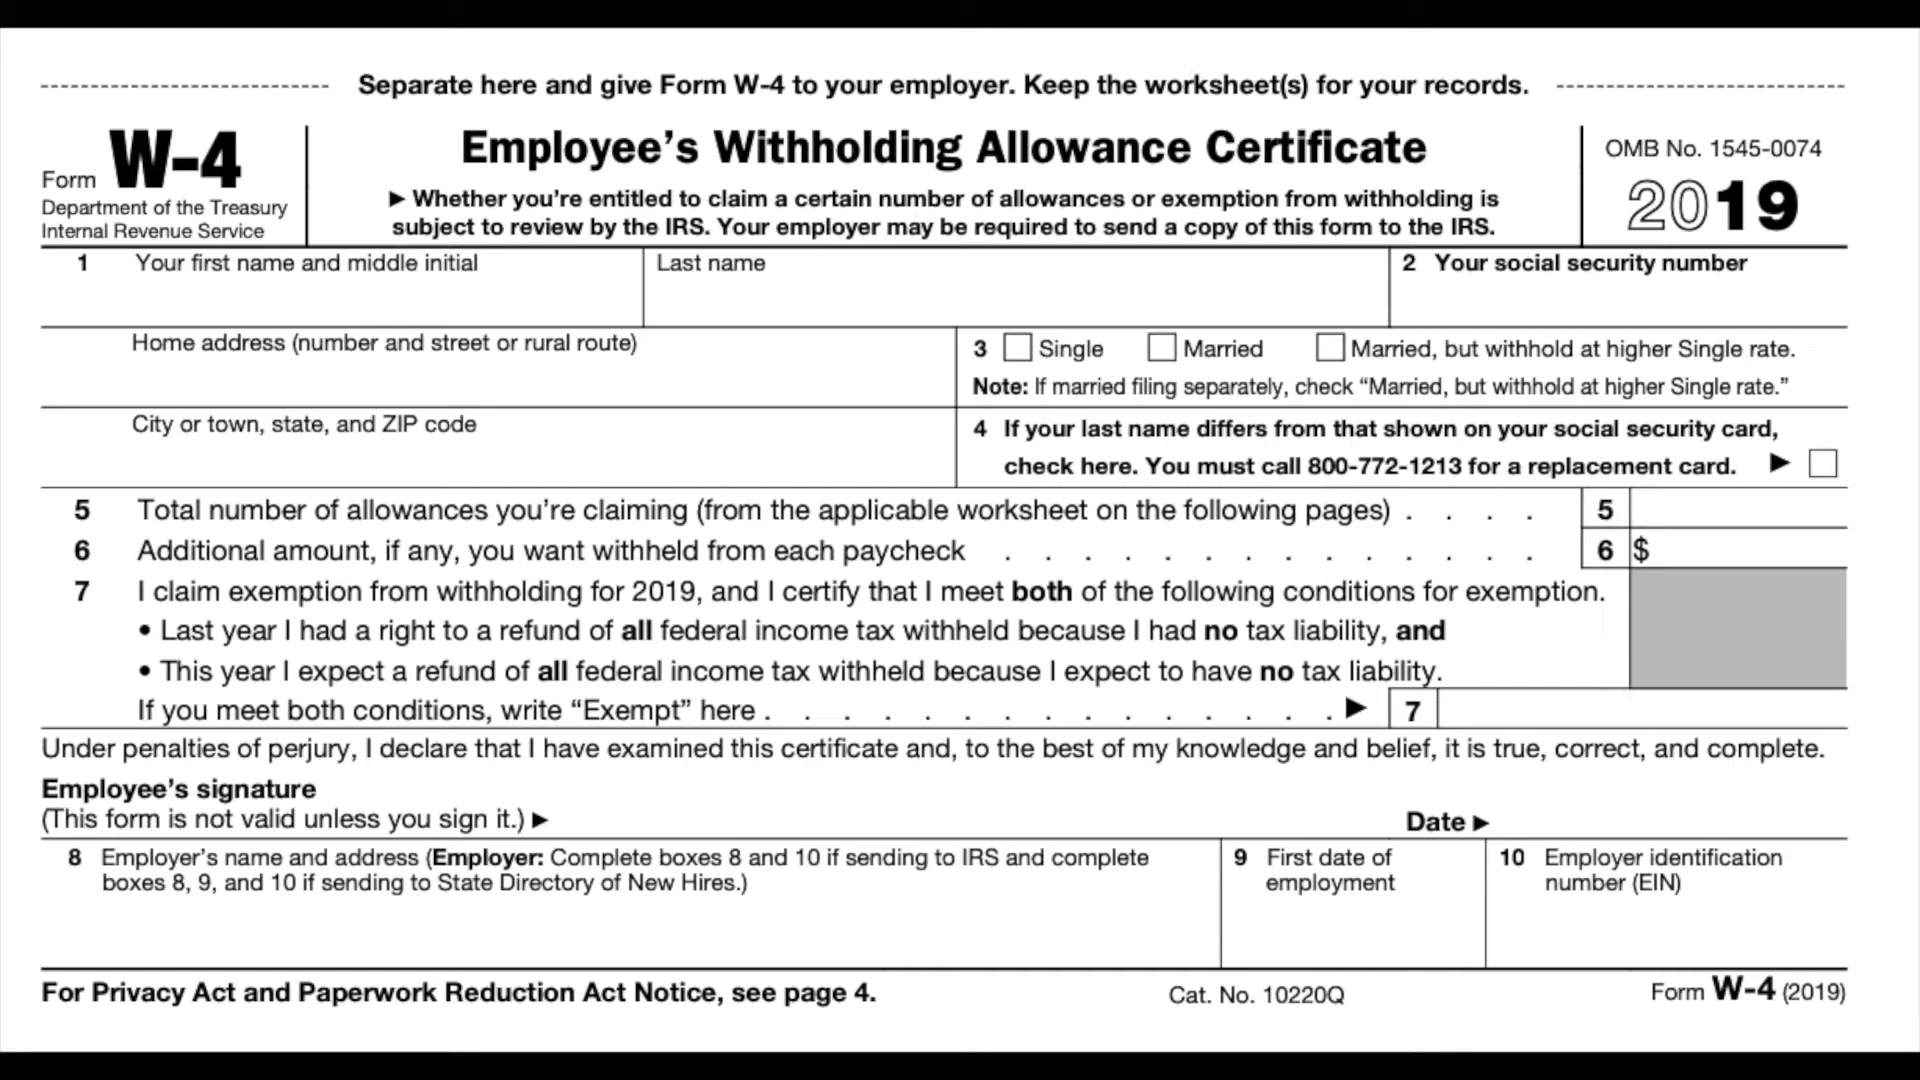 Separate here and give Form W-4 to your employer. Keep the worksheet(s) for your records.
Form W-4
Department of the Treasury
Internal Revenue Service
Employee's Withholding Allowance Certificate
▶ Whether you're entitled to claim a certain number of allowances or exemption from withholding is
subject to review by the IRS. Your employer may be required to send a copy of this form to the IRS.
OMB No. 1545-0074
2019
1 Your first name and middle initial
Last name
2 Your social security number
Home address (number and street or rural route)
3 Single Married Married, but withhold at higher Single rate.
Note: If married filing separately, check “Married, but withhold at higher Single rate.”
City or town, state, and ZIP code
4 If your last name differs from that shown on your social security card,
check here. You must call 800-772-1213 for a replacement card. ▶
5 Total number of allowances you're claiming (from the applicable worksheet on the following pages) . . . . 5
6 Additional amount, if any, you want withheld from each paycheck . . . . . . . . . . . . . . 6 $
7 I claim exemption from withholding for 2019, and I certify that I meet both of the following conditions for exemption.
• Last year I had a right to a refund of all federal income tax withheld because I had no tax liability, and
• This year I expect a refund of all federal income tax withheld because I expect to have no tax liability.
If you meet both conditions, write “Exempt” here . . . . . . . . . . . . . . . ▶ 7
Under penalties of perjury, I declare that I have examined this certificate and, to the best of my knowledge and belief, it is true, correct, and complete.
Employee's signature
(This form is not valid unless you sign it.) ▶
Date ▶
8 Employer's name and address (Employer: Complete boxes 8 and 10 if sending to IRS and complete
boxes 8, 9, and 10 if sending to State Directory of New Hires.)
9 First date of
employment
10 Employer identification
number (EIN)
For Privacy Act and Paperwork Reduction Act Notice, see page 4.
Cat. No. 10220Q
Form W-4 (2019)